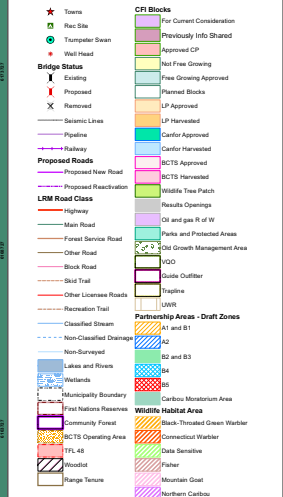 Towns
Rec Site
Trumpeter Swan
Well Head
Bridge Status
Existing
Proposed
Removed
Seismic Lines
Pipeline
Railway
Proposed Roads
Proposed New Road
Proposed Reactivation
LRM Road Class
Highway
Main Road
Forest Service Road
Other Road
Block Road
Skid Trail
Other Licensee Roads
Recreation Trail
Classified Stream
Non-Classified Drainage
Non-Surveyed
Lakes and Rivers
Wetlands
Municipality Boundary
First Nations Reserves
Community Forest
BCTS Operating Area
TFL 48
Woodlot
Range Tenure
CFI Blocks
For Current Consideration
Previously Info Shared
Approved CP
Not Free Growing
Free Growing Approved
Planned Blocks
LP Approved
LP Harvested
Canfor Approved
Canfor Harvested
BCTS Approved
BCTS Harvested
Wildlife Tree Patch
Results Openings
Oil and gas R of W
Parks and Protected Areas
Old Growth Management Area
VQO
Guide Outfitter
Trapline
UWR
Partnership Areas - Draft Zones
A1 and B1
A2
B2 and B3
B4
B5
Caribou Moratorium Area
Wildlife Habitat Area
Black-Throated Green Warbler
Connecticut Warbler
Data Sensitive
Fisher
Mountain Goat
Northern Caribou